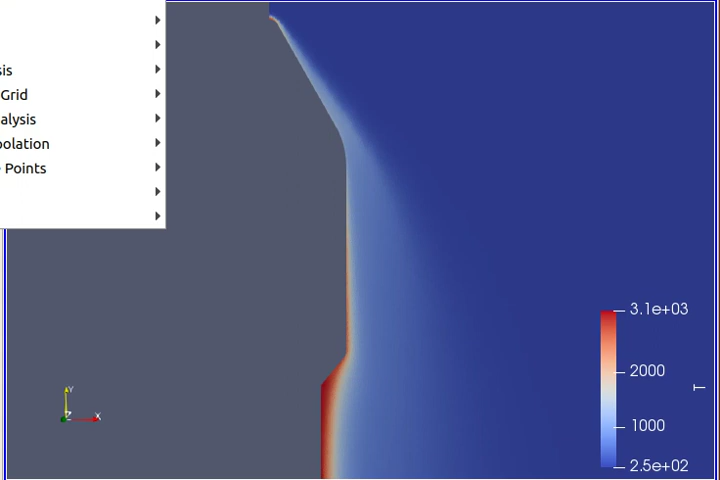 sis
Grid
alysis
polation
Points
3.1e+03
2000
T
1000
2.5e+02
Y
Z
X